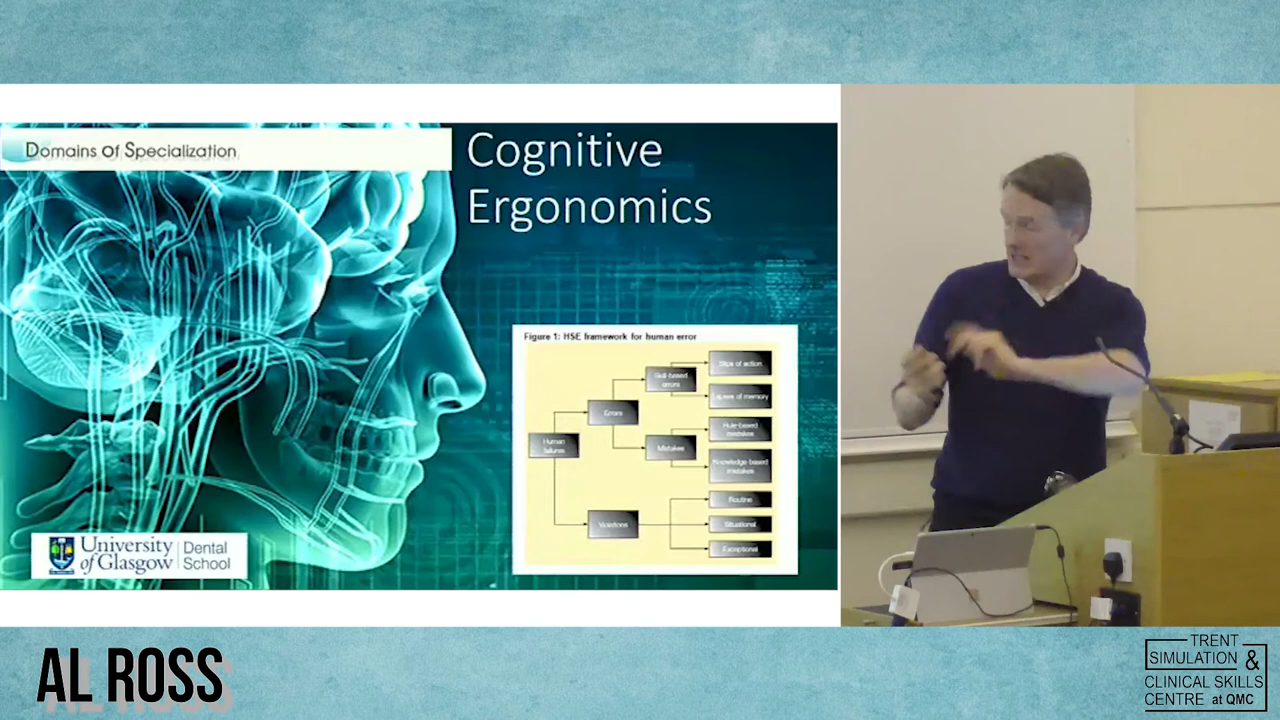 Domains of Specialization
Cognitive
Ergonomics
Figure 1: HSE framework for human error
Human
failures
Errors
Violations
Skill-based
errors
Mistakes
Slips of action
Lapses of memory
Rule-based
mistakes
Knowledge-based
mistakes
Routine
Situational
Exceptional
University
of Glasgow
Dental
School
AL ROSS
TRENT
SIMULATION &
CLINICAL SKILLS
CENTRE at QMC